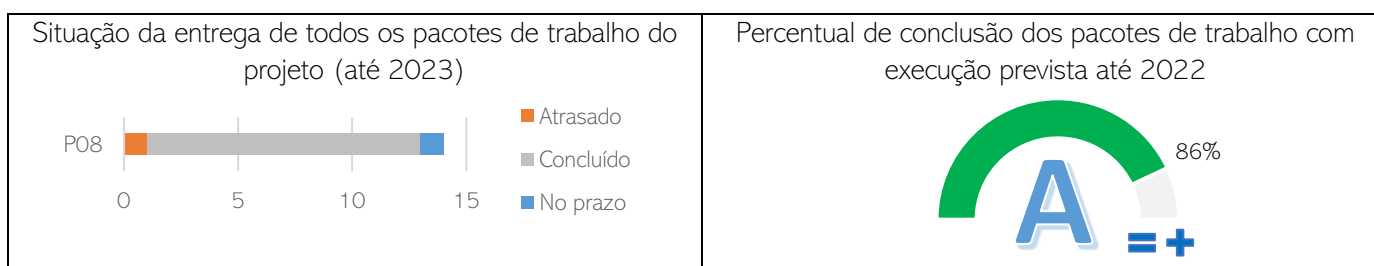 Situação da entrega de todos os pacotes de trabalho do
projeto (até 2023)
P08
0
5
10
15
Atrasado
Concluído
No prazo
Percentual de conclusão dos pacotes de trabalho com
execução prevista até 2022
86%
A
= +